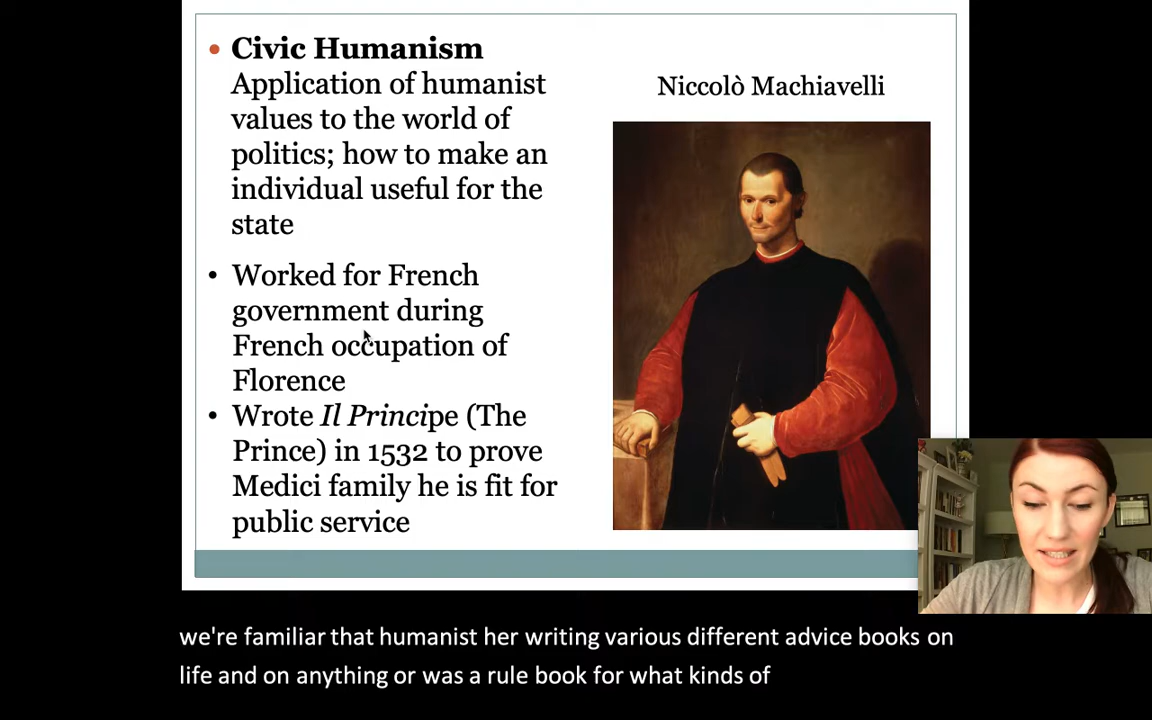 Civic Humanism
Application of humanist
values to the world of
politics; how to make an
individual useful for the
state
Worked for French
government during
French occupation of
Florence
Wrote Il Principe (The
Prince) in 1532 to prove
Medici family he is fit for
public service
Niccolò Machiavelli
we're familiar that humanist her writing various different advice books on
life and on anything or was a rule book for what kinds of